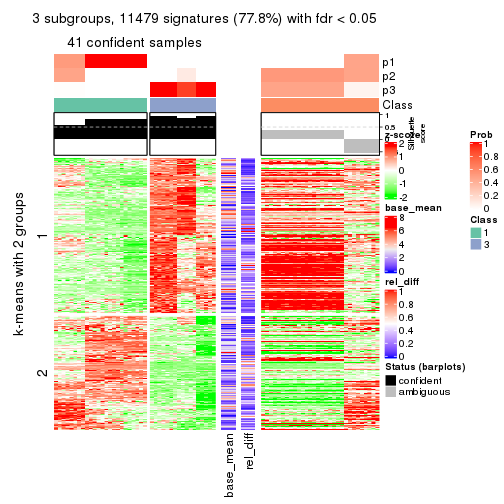 3 subgroups, 11479 signatures (77.8%) with fdr < 0.05
41 confident samples
p1
p2
p3
Class
1
0.5
0
Silhouette
score
k-means with 2 groups
1
2
base_mean
rel_diff
z-score
2
1
0
-1
-2
base_mean
8
6
4
2
0
rel_diff
1
0.8
0.6
0.4
0.2
0
Status (barplots)
confident
ambiguous
Prob
1
0.8
0.6
0.4
0.2
0
Class
1
3